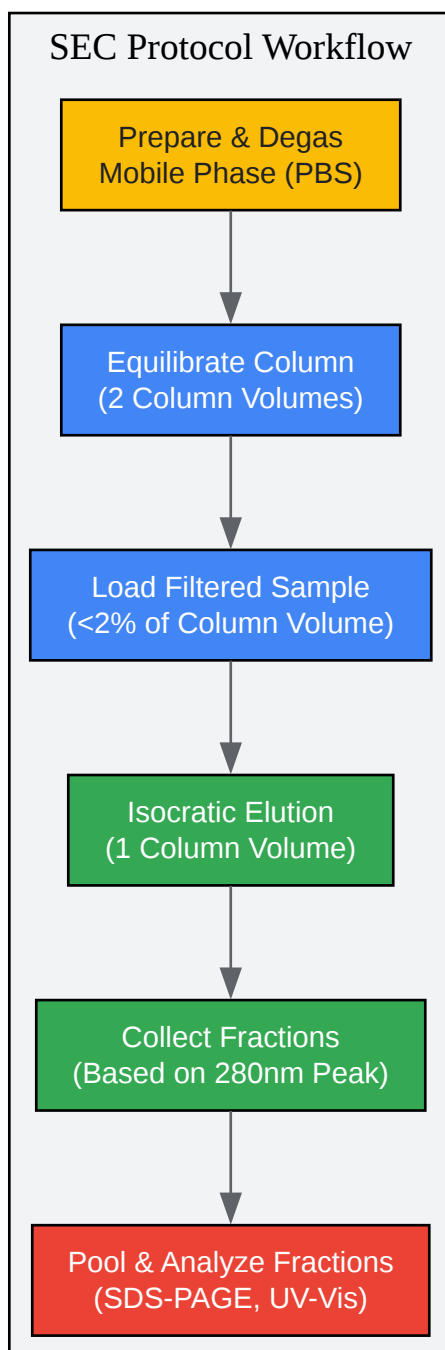 SEC Protocol Workflow
Prepare & Degas
Mobile Phase (PBS)
Equilibrate Column
(2 Column Volumes)
Load Filtered Sample
(<2% of Column Volume)
Isocratic Elution
(1 Column Volume)
Collect Fractions
(Based on 280nm Peak)
Pool & Analyze Fractions
(SDS-PAGE, UV-Vis)